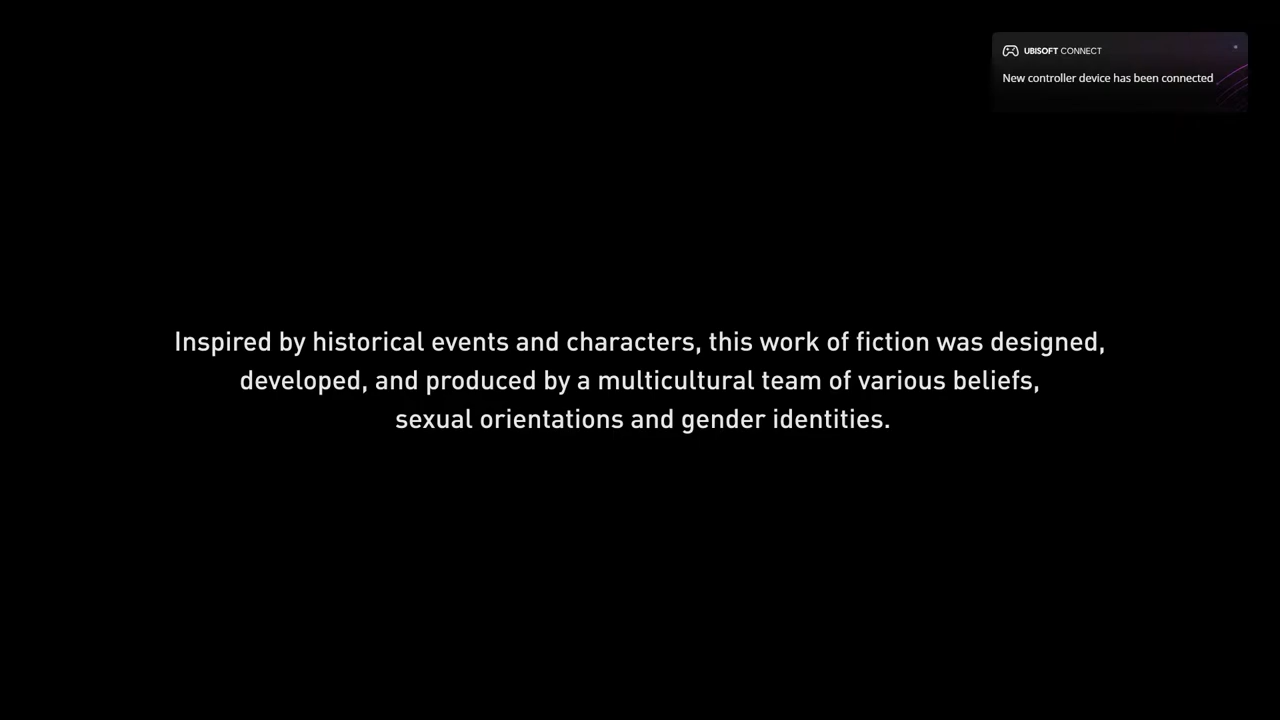 UBISOFT CONNECT
New controller device has been connected
Inspired by historical events and characters, this work of fiction was designed,
developed, and produced by a multicultural team of various beliefs,
sexual orientations and gender identities.